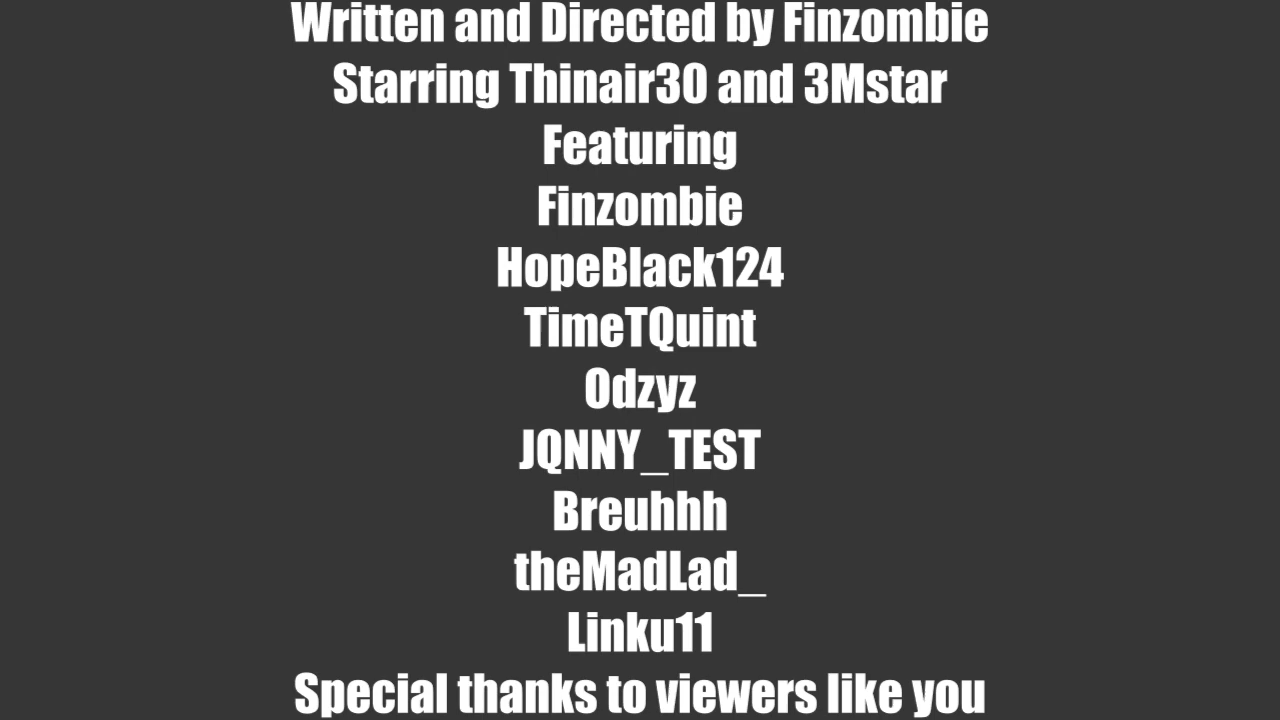 Written and Directed by Finzombie
Starring Thinair30 and 3Mstar
Featuring
Finzombie
HopeBlack124
TimeTQuint
Odzyz
JQNNY_TEST
Breuhhh
theMadLad_
Linku11
Special thanks to viewers like you